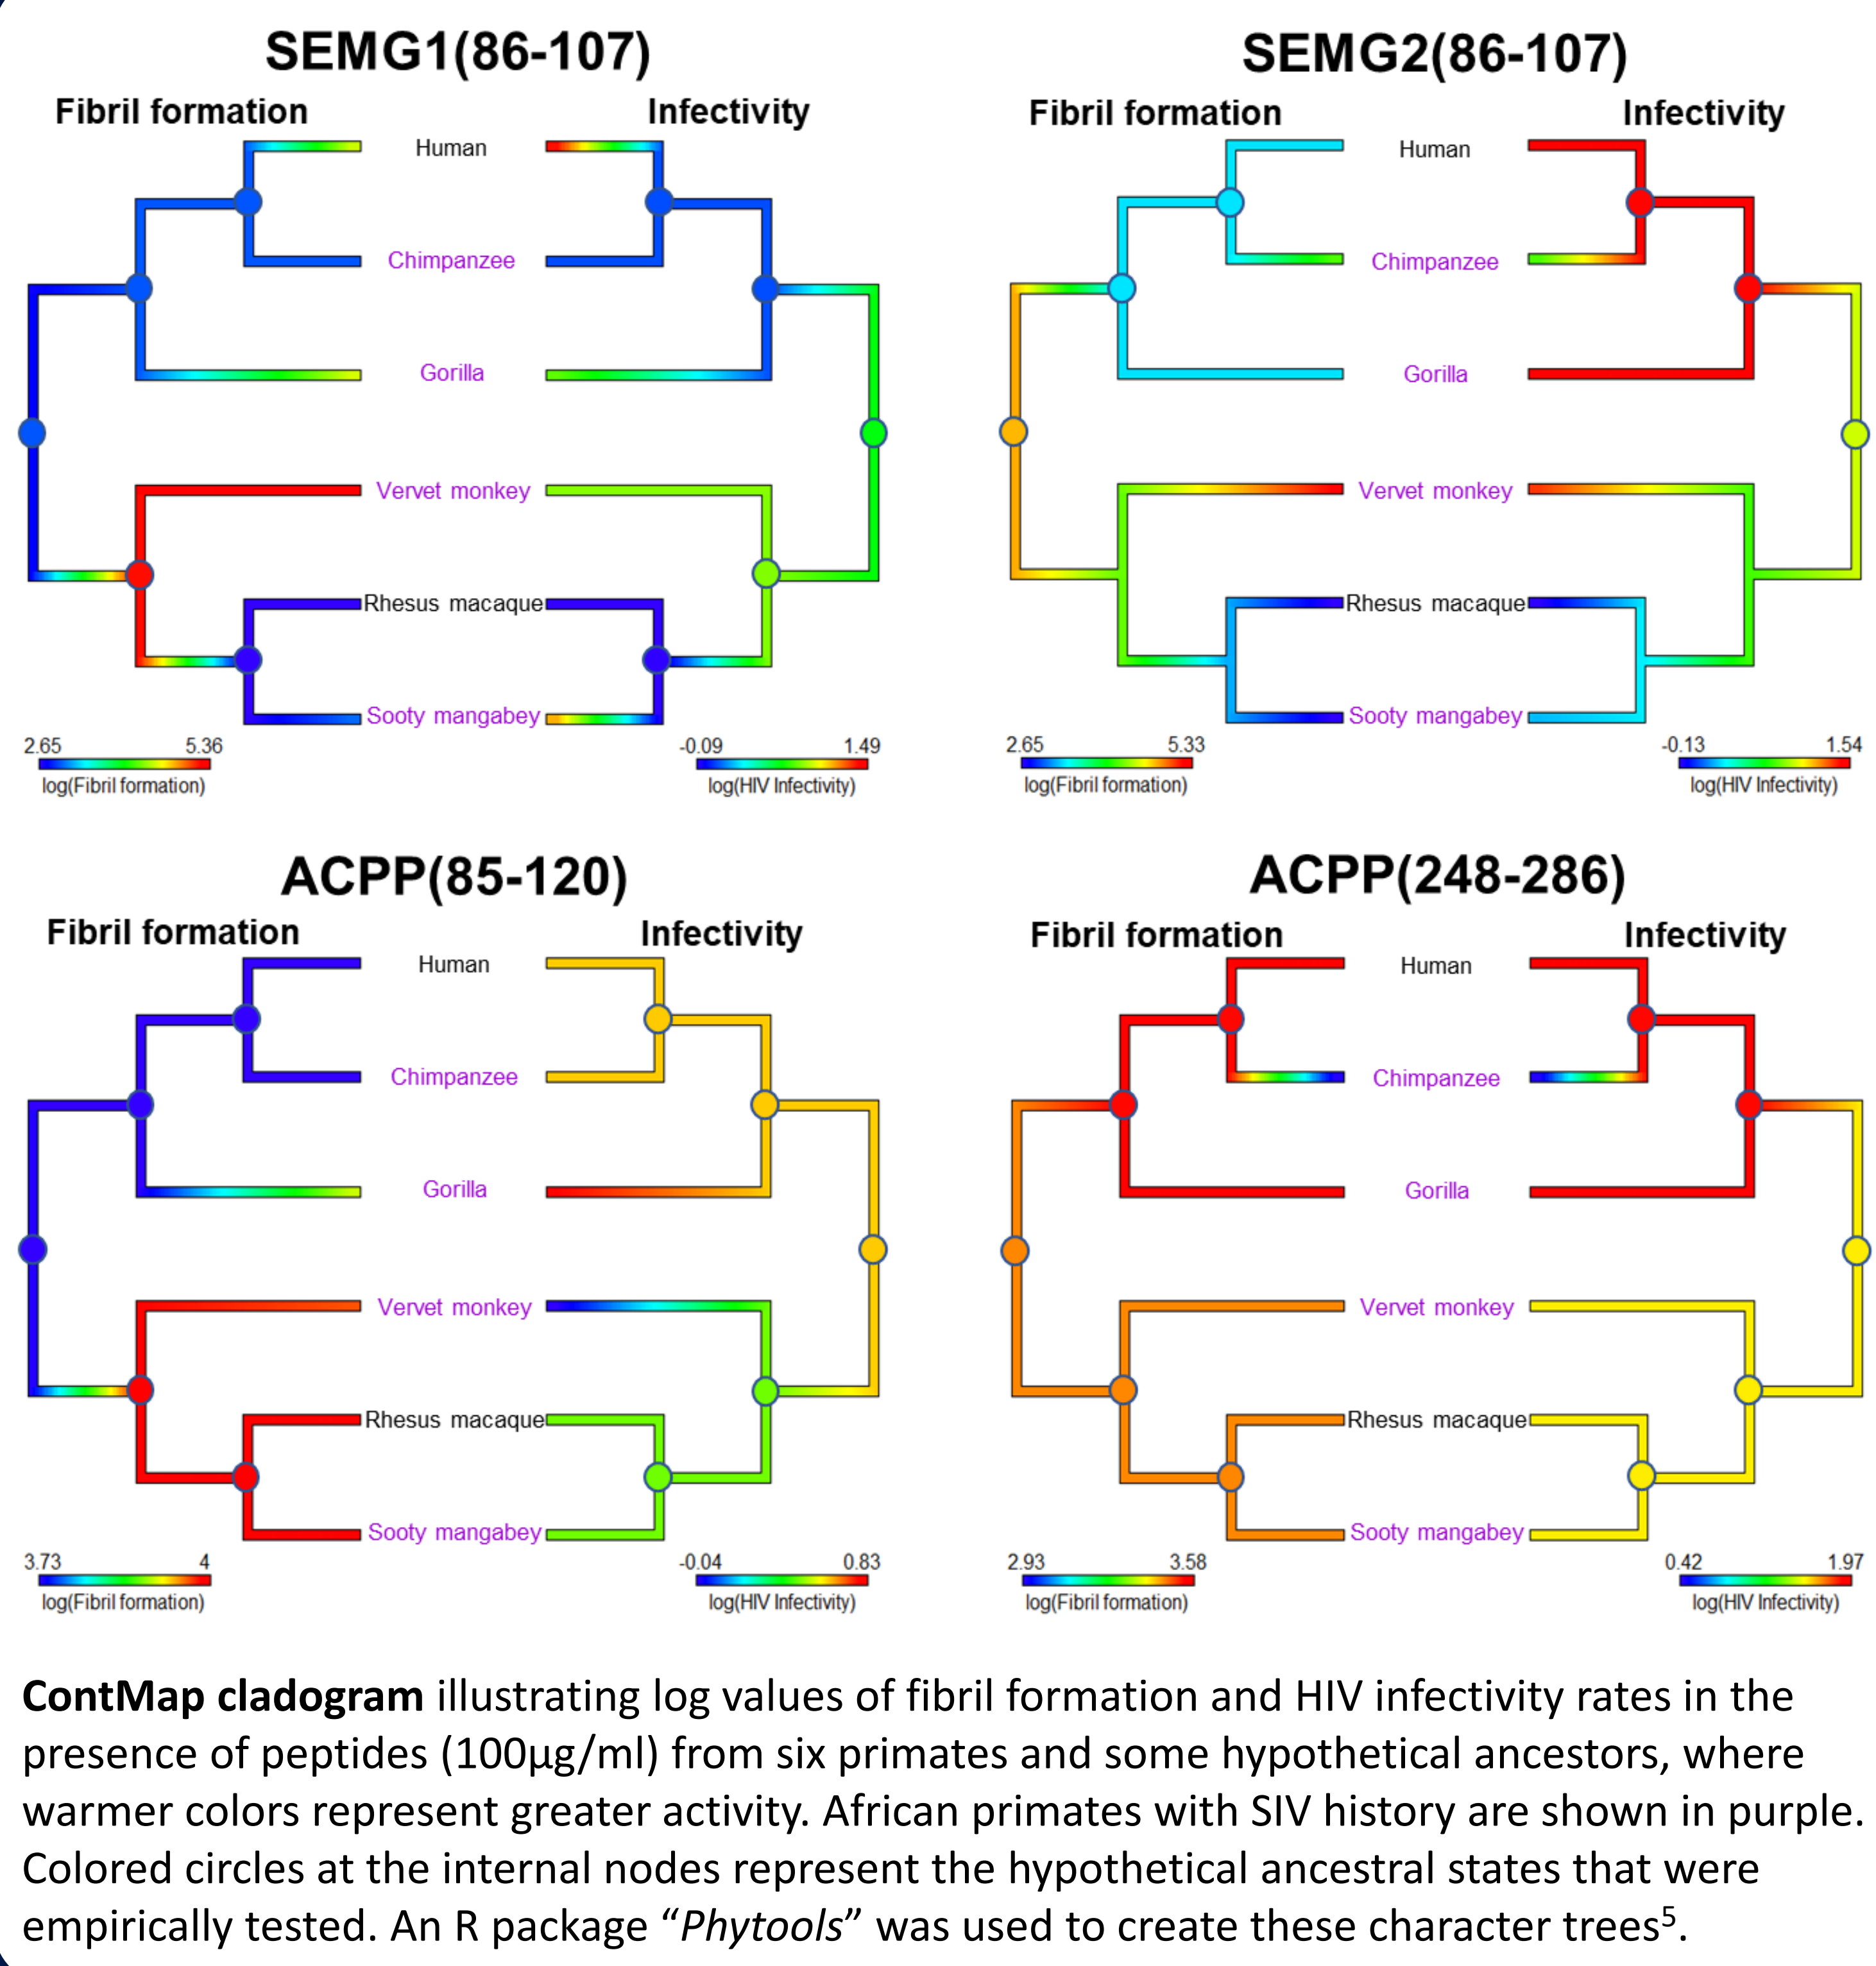 SEMG1(86-107)
Fibril formation
Infectivity
Human
Chimpanzee
Gorilla
Vervet monkey
Rhesus macaque
Sooty mangabey
2.65 5.36
log(Fibril formation)
-0.09 1.49
log(HIV Infectivity)
SEMG2(86-107)
Fibril formation
Infectivity
Human
Chimpanzee
Gorilla
Vervet monkey
Rhesus macaque
Sooty mangabey
2.65 5.33
log(Fibril formation)
-0.13 1.54
log(HIV Infectivity)
ACPP(85-120)
Fibril formation
Infectivity
Human
Chimpanzee
Gorilla
Vervet monkey
Rhesus macaque
Sooty mangabey
3.73 4
log(Fibril formation)
-0.04 0.83
log(HIV Infectivity)
ACPP(248-286)
Fibril formation
Infectivity
Human
Chimpanzee
Gorilla
Vervet monkey
Rhesus macaque
Sooty mangabey
2.93 3.58
log(Fibril formation)
0.42 1.97
log(HIV Infectivity)
ContMap cladogram illustrating log values of fibril formation and HIV infectivity rates in the
presence of peptides (100µg/ml) from six primates and some hypothetical ancestors, where
warmer colors represent greater activity. African primates with SIV history are shown in purple.
Colored circles at the internal nodes represent the hypothetical ancestral states that were
empirically tested. An R package “Phytools” was used to create these character trees⁵.